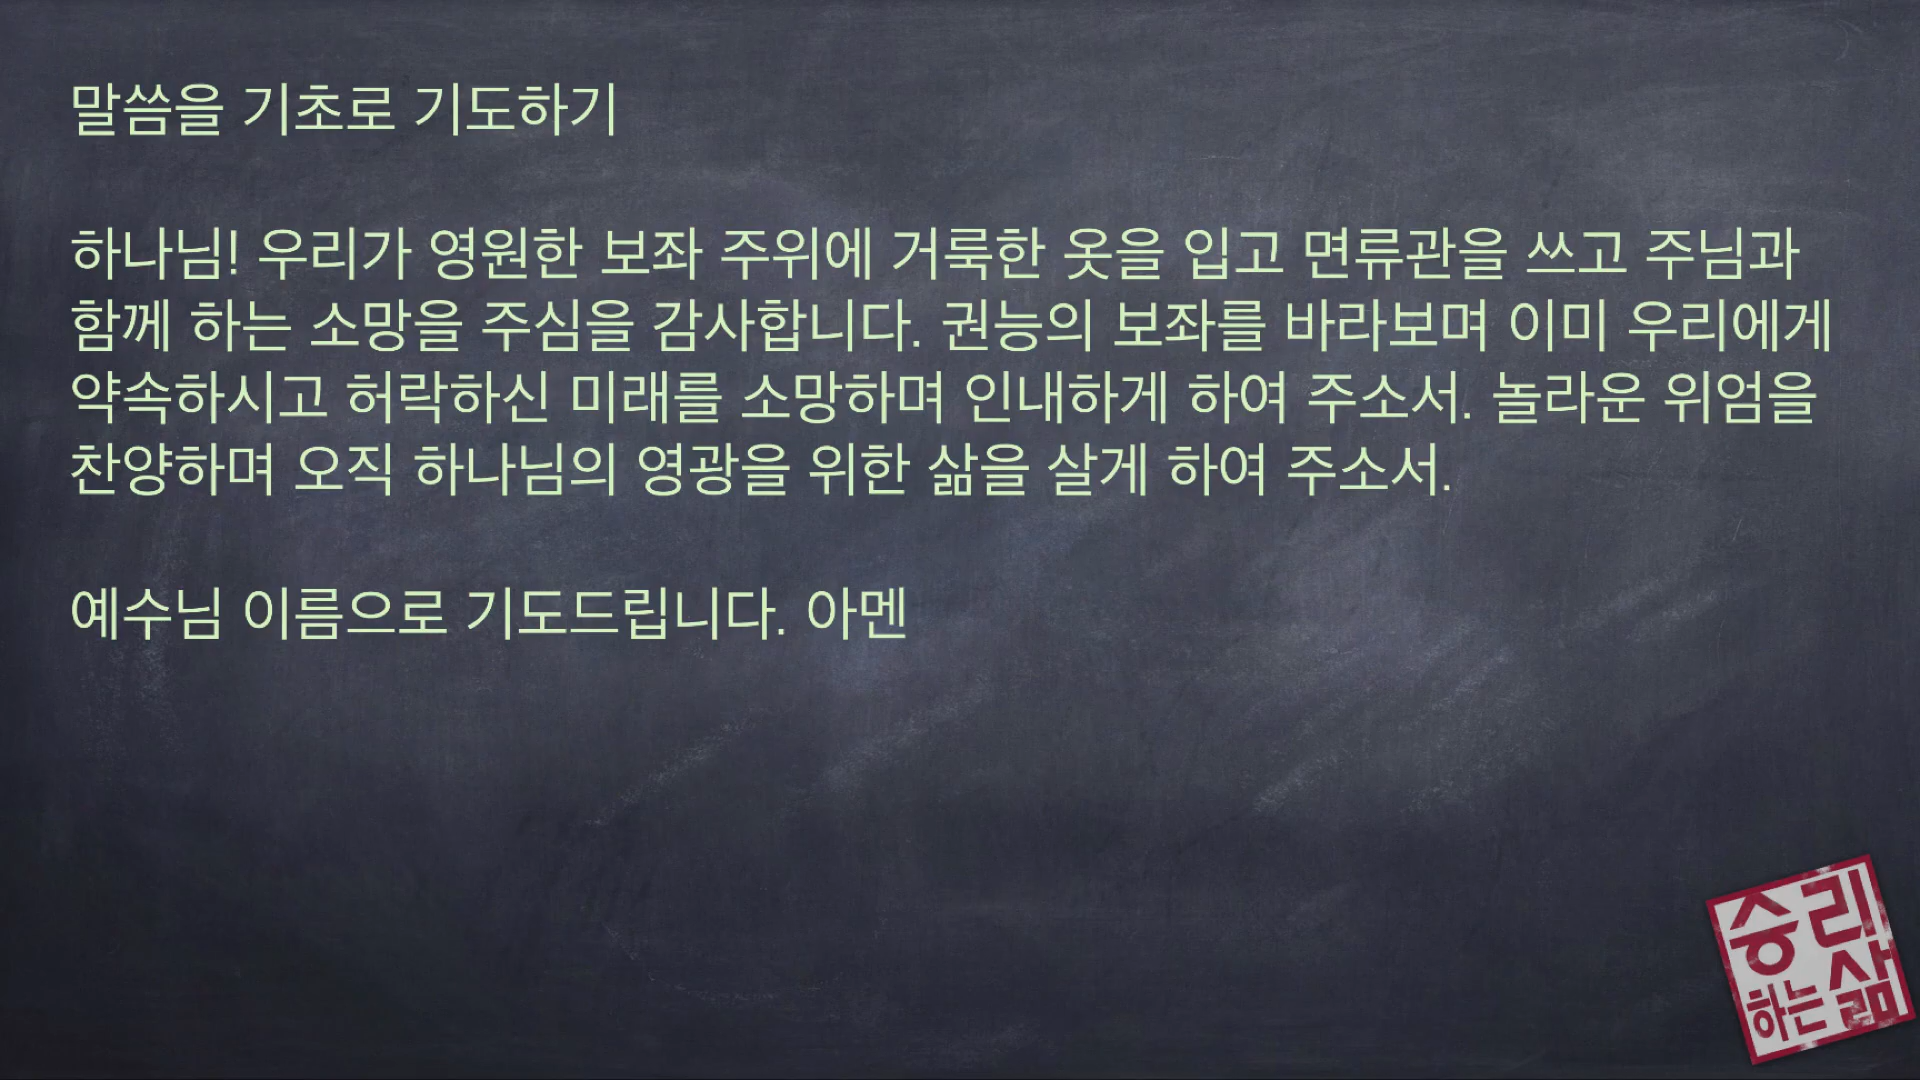 말씀을 기초로 기도하기
하나님! 우리가 영원한 보좌 주위에 거룩한 옷을 입고 면류관을 쓰고 주님과
함께 하는 소망을 주심을 감사합니다. 권능의 보좌를 바라보며 이미 우리에게
약속하시고 허락하신 미래를 소망하며 인내하게 하여 주소서. 놀라운 위엄을
찬양하며 오직 하나님의 영광을 위한 삶을 살게 하여 주소서.
예수님 이름으로 기도드립니다. 아멘
승리
하는 삶